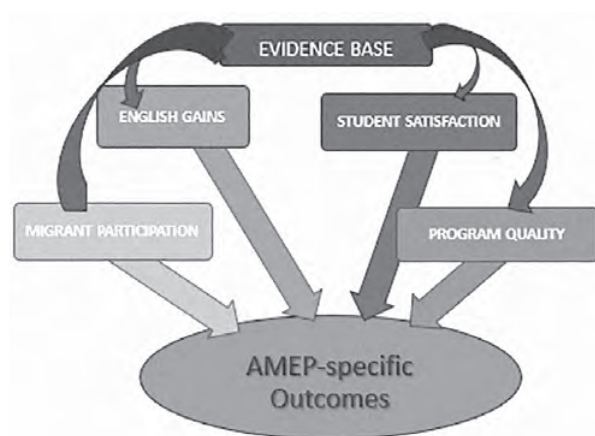 EVIDENCE BASE
ENGLISH GAINS
STUDENT SATISFACTION
MIGRANT PARTICIPATION
PROGRAM QUALITY
AMEP-specific
Outcomes